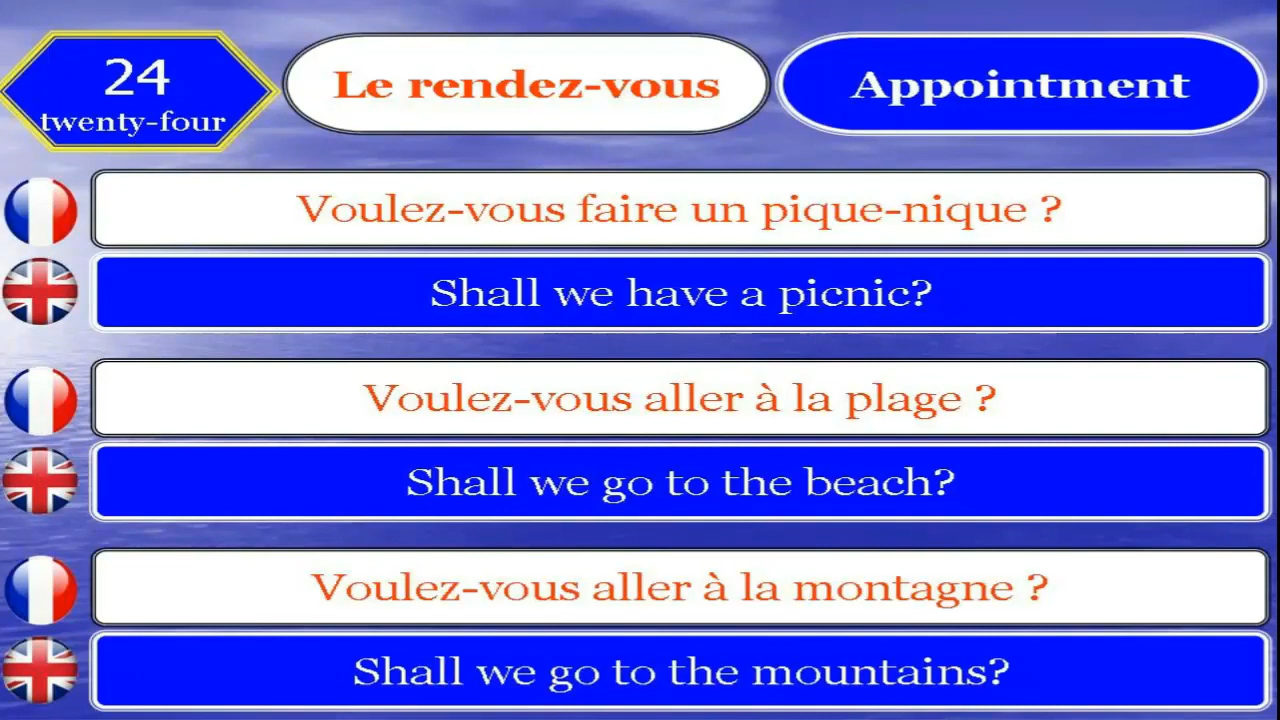 24
twenty-four
Le rendez-vous
Appointment
Voulez-vous faire un pique-nique ?
Shall we have a picnic?
Voulez-vous aller à la plage ?
Shall we go to the beach?
Voulez-vous aller à la montagne ?
Shall we go to the mountains?